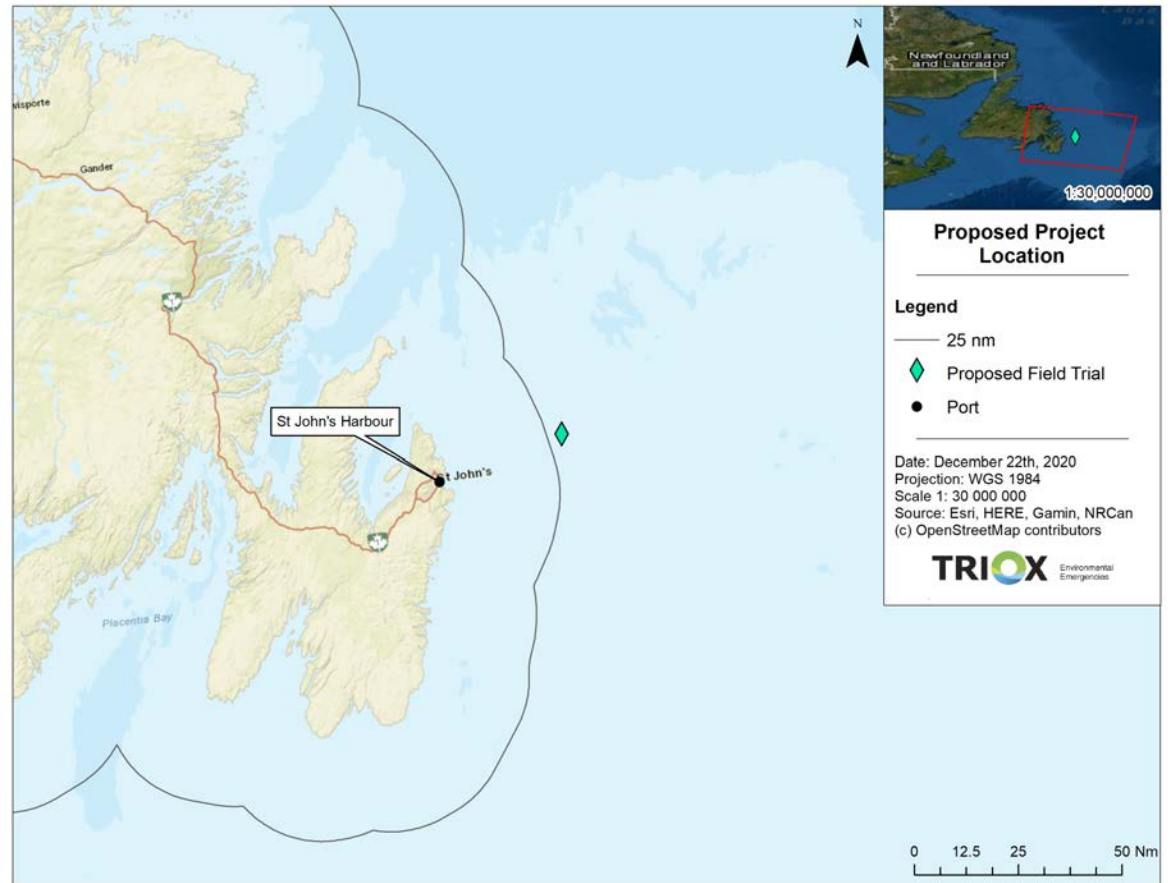 N
Newfoundland
and Labrador
1:30,000,000
Proposed Project
Location
Legend
25 nm
Proposed Field Trial
Port
Date: December 22th, 2020
Projection: WGS 1984
Scale 1: 30 000 000
Source: Esri, HERE, Gamin, NRCan
(c) OpenStreetMap contributors
TRIOX Environmental
Emergencies
wisporte
Gander
St John's Harbour
St John's
1
Placentia Bay
0 12.5 25 50 Nm